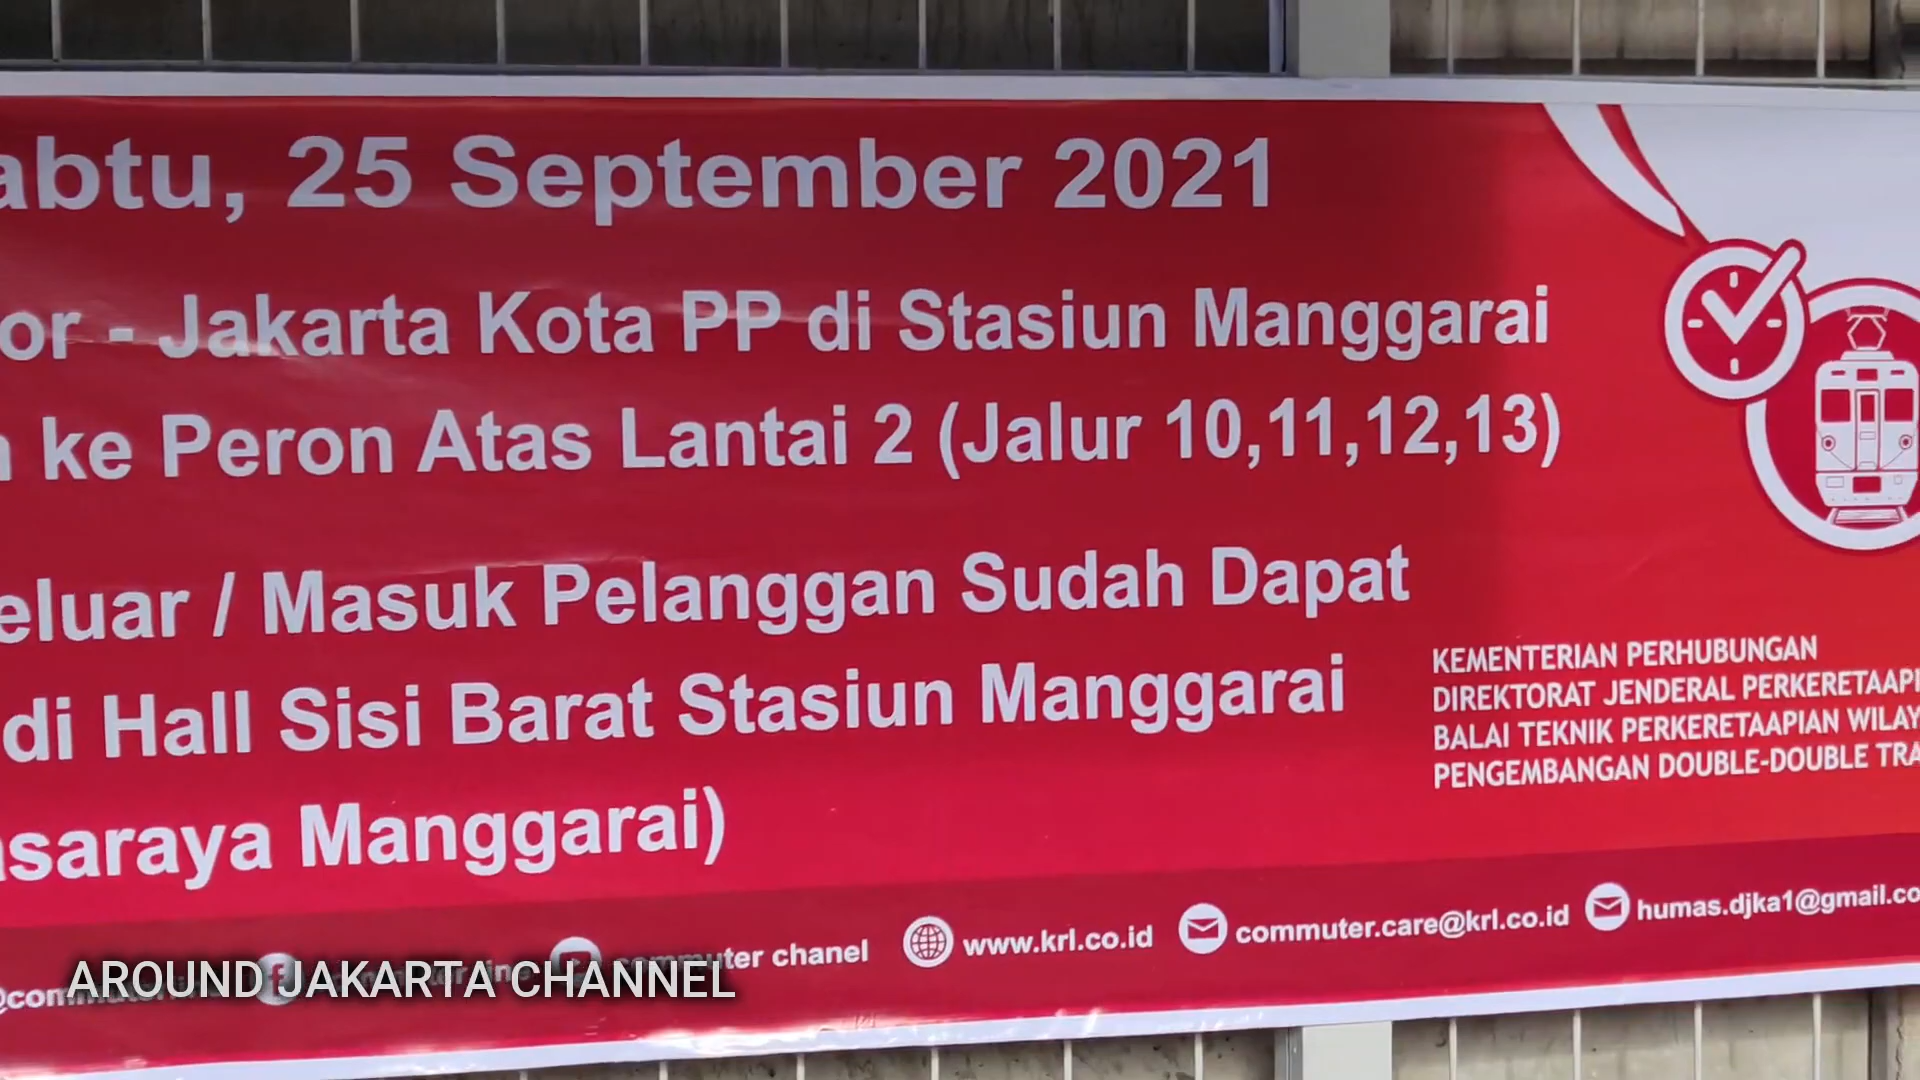 abtu, 25 September 2021
or - Jakarta Kota PP di Stasiun Manggarai
ke Peron Atas Lantai 2 (Jalur 10,11,12,13)
eluar / Masuk Pelanggan Sudah Dapat
di Hall Sisi Barat Stasiun Manggarai
asaraya Manggarai)
KEMENTERIAN PERHUBUNGAN
DIREKTORAT JENDERAL PERKERETAAPI
BALAI TEKNIK PERKERETAAPIAN WILAY
PENGEMBANGAN DOUBLE-DOUBLE TRA
commuter chanel www.krl.co.id commuter.care@krl.co.id humas.djka1@gmail.co
AROUND JAKARTA CHANNEL